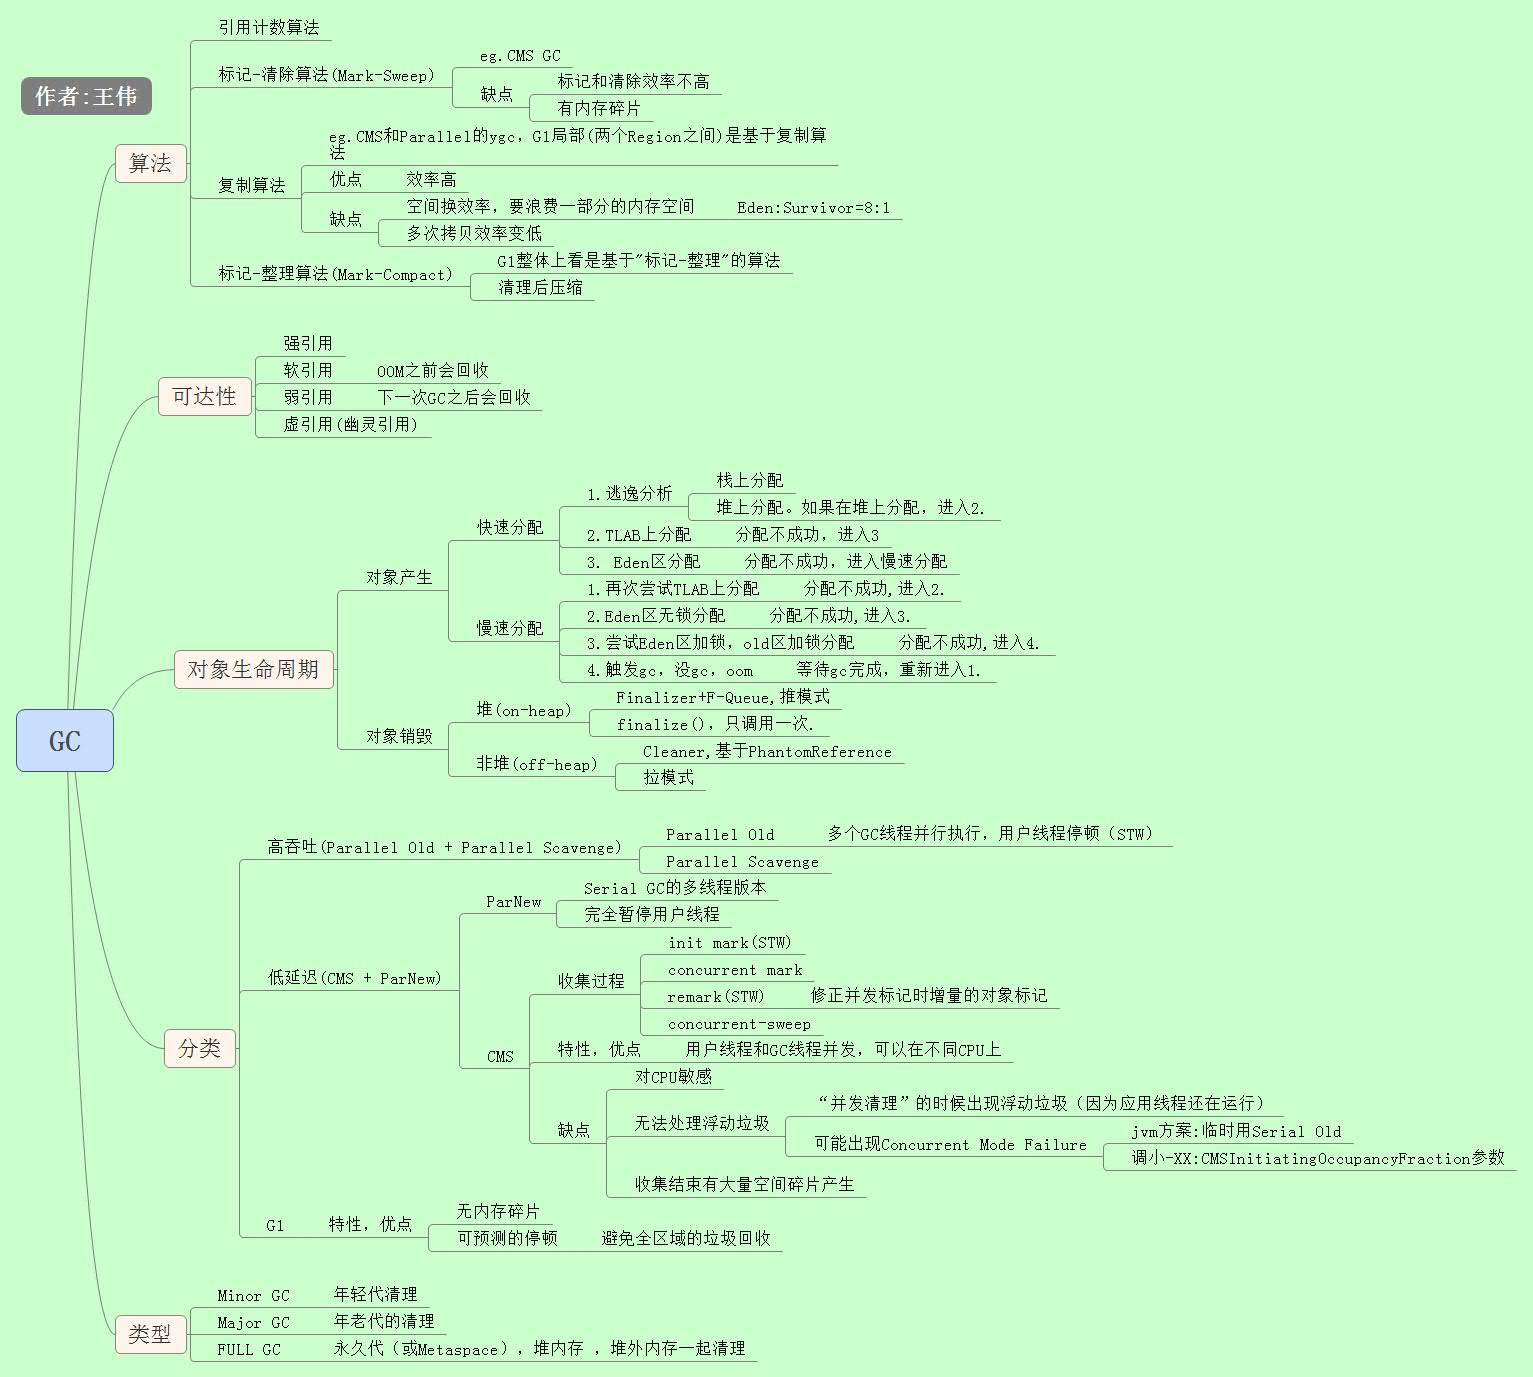 引用计数算法
标记-清除算法(Mark-Sweep)
eg.CMS GC
缺点
标记和清除效率不高
有内存碎片
作者:王伟
算法
复制算法
eg.CMS和Parallel的ygc，G1局部(两个Region之间)是基于复制算
法
优点
效率高
缺点
空间换效率，要浪费一部分的内存空间
Eden:Survivor=8:1
多次拷贝效率变低
标记-整理算法(Mark-Compact)
G1整体上看是基于"标记-整理"的算法
清理后压缩
可达性
强引用
软引用
OOM之前会回收
弱引用
下一次GC之后会回收
虚引用(幽灵引用)
GC
对象生命周期
对象产生
快速分配
1.逃逸分析
栈上分配
堆上分配。如果在堆上分配，进入2.
2.TLAB上分配
分配不成功，进入3
3. Eden区分配
分配不成功，进入慢速分配
慢速分配
1.再次尝试TLAB上分配
分配不成功,进入2.
2.Eden区无锁分配
分配不成功,进入3.
3.尝试Eden区加锁，old区加锁分配
分配不成功,进入4.
4.触发gc，没gc，oom
等待gc完成，重新进入1.
对象销毁
堆(on-heap)
Finalizer+F-Queue,推模式
finalize()，只调用一次.
非堆(off-heap)
Cleaner,基于PhantomReference
拉模式
分类
高吞吐(Parallel Old + Parallel Scavenge)
Parallel Old
多个GC线程并行执行，用户线程停顿（STW）
Parallel Scavenge
低延迟(CMS + ParNew)
ParNew
Serial GC的多线程版本
完全暂停用户线程
CMS
收集过程
init mark(STW)
concurrent mark
remark(STW)
修正并发标记时增量的对象标记
concurrent-sweep
特性，优点
用户线程和GC线程并发，可以在不同CPU上
缺点
对CPU敏感
无法处理浮动垃圾
“并发清理”的时候出现浮动垃圾（因为应用线程还在运行）
可能出现Concurrent Mode Failure
jvm方案:临时用Serial Old
调小-XX:CMSInitiatingOccupancyFraction参数
收集结束有大量空间碎片产生
G1
特性，优点
无内存碎片
可预测的停顿
避免全区域的垃圾回收
类型
Minor GC
年轻代清理
Major GC
年老代的清理
FULL GC
永久代（或Metaspace），堆内存 ，堆外内存一起清理